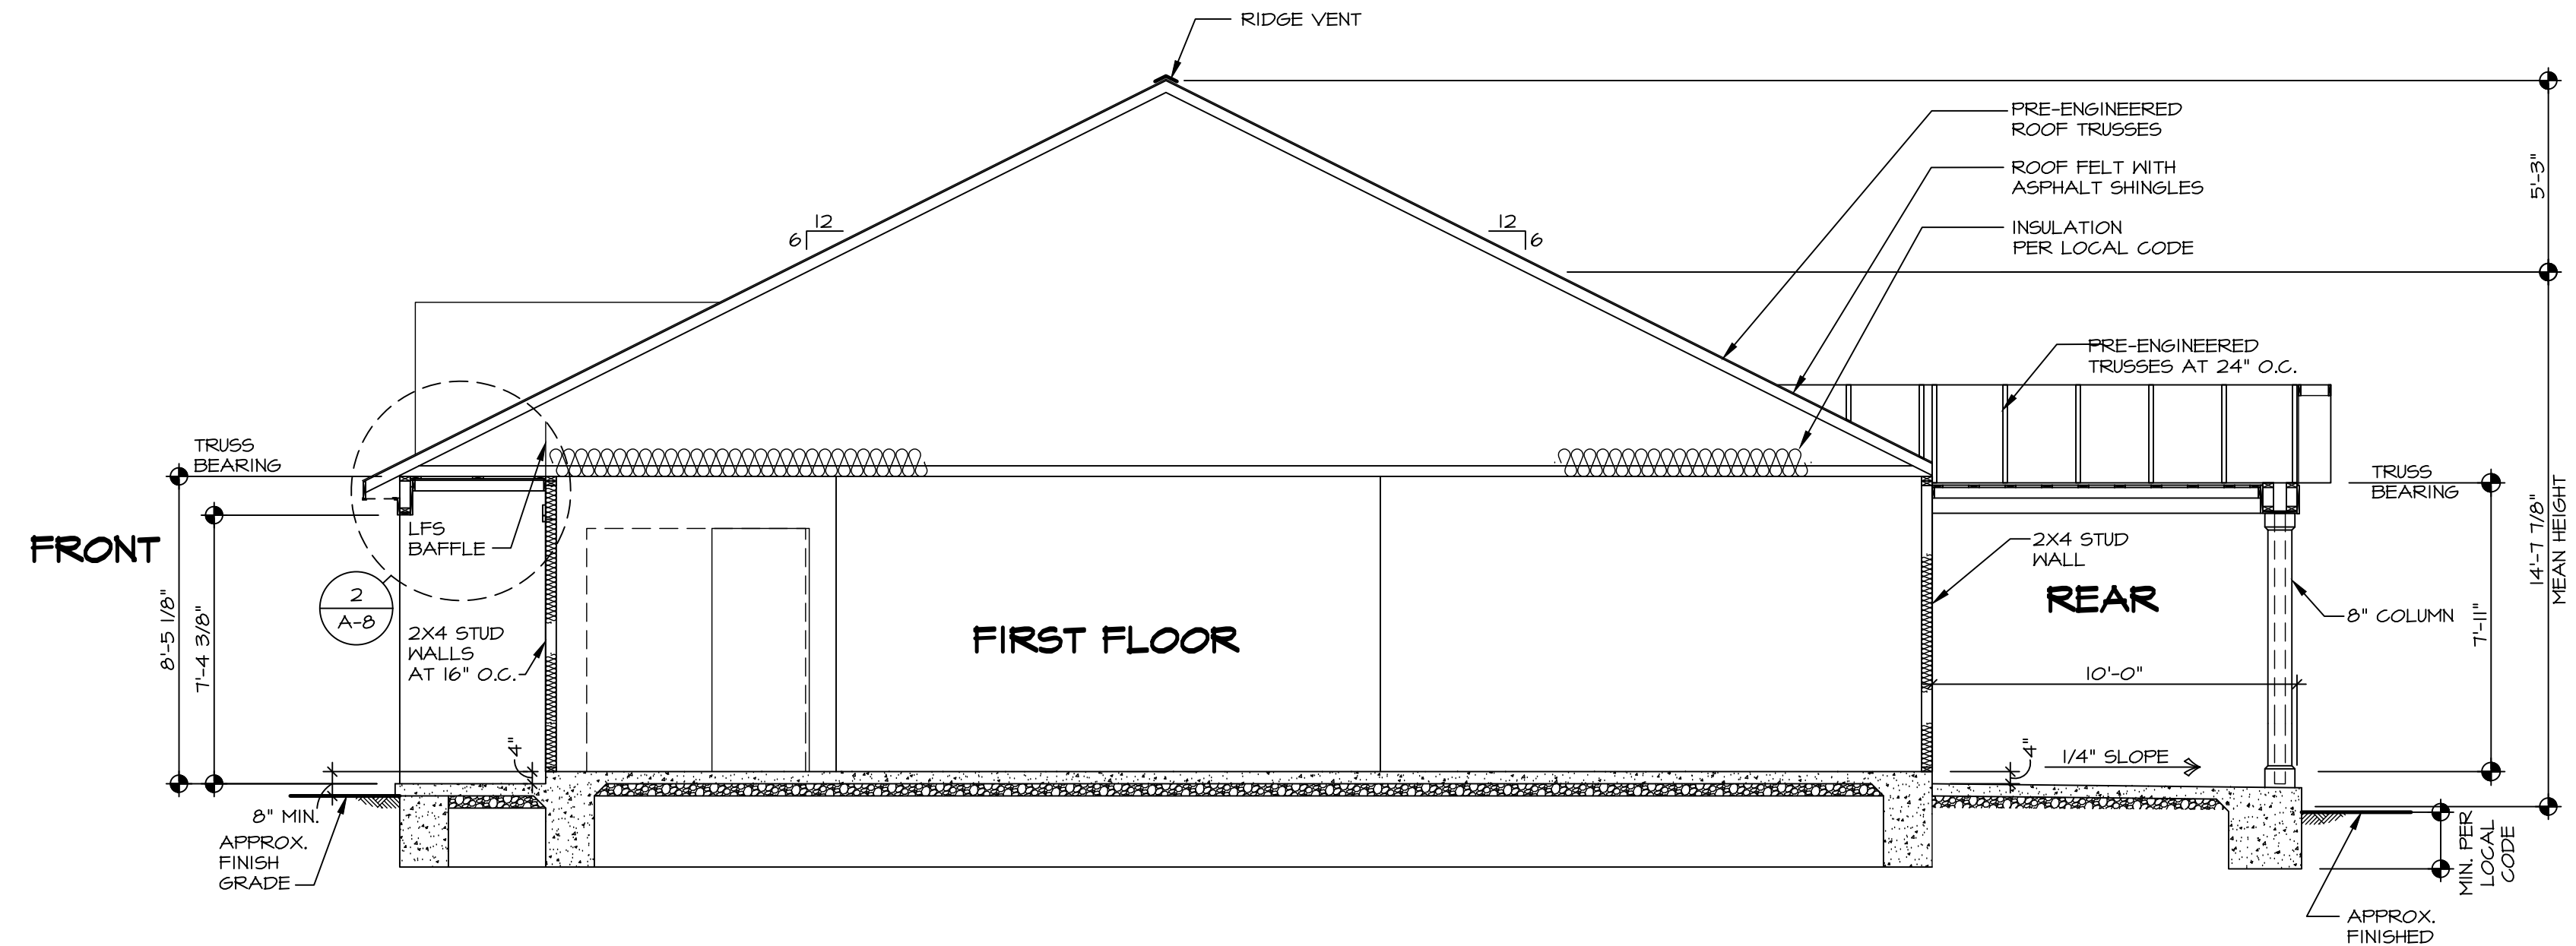 RIDGE VENT
PRE-ENGINEERED
ROOF TRUSSES
ROOF FELT WITH
ASPHALT SHINGLES
INSULATION
PER LOCAL CODE
5'-3"
12
6
12
6
PRE-ENGINEERED
TRUSSES AT 24" O.C.
TRUSS
BEARING
TRUSS
BEARING
14'-7 7/8"
MEAN HEIGHT
LFS
BAFFLE
FRONT
2X4 STUD
WALL
REAR
2
A-8
8'-5 1/8"
7'-4 3/8"
2X4 STUD
WALLS
AT 16" O.C.
FIRST FLOOR
8" COLUMN
7'-11"
10'-0"
4"
4"
1/4" SLOPE
8" MIN.
APPROX.
FINISH
GRADE
MIN. PER
LOCAL
CODE
APPROX.
FINISHED